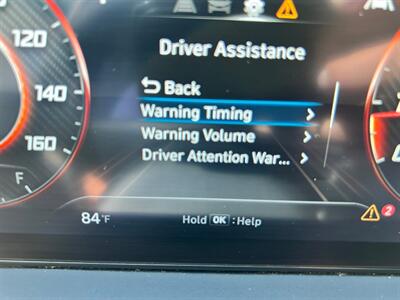 Driver Assistance
Back
120
140
160
Warning Timing
Warning Volume
Driver Attention War...
F
84°F
Hold OK : Help
2